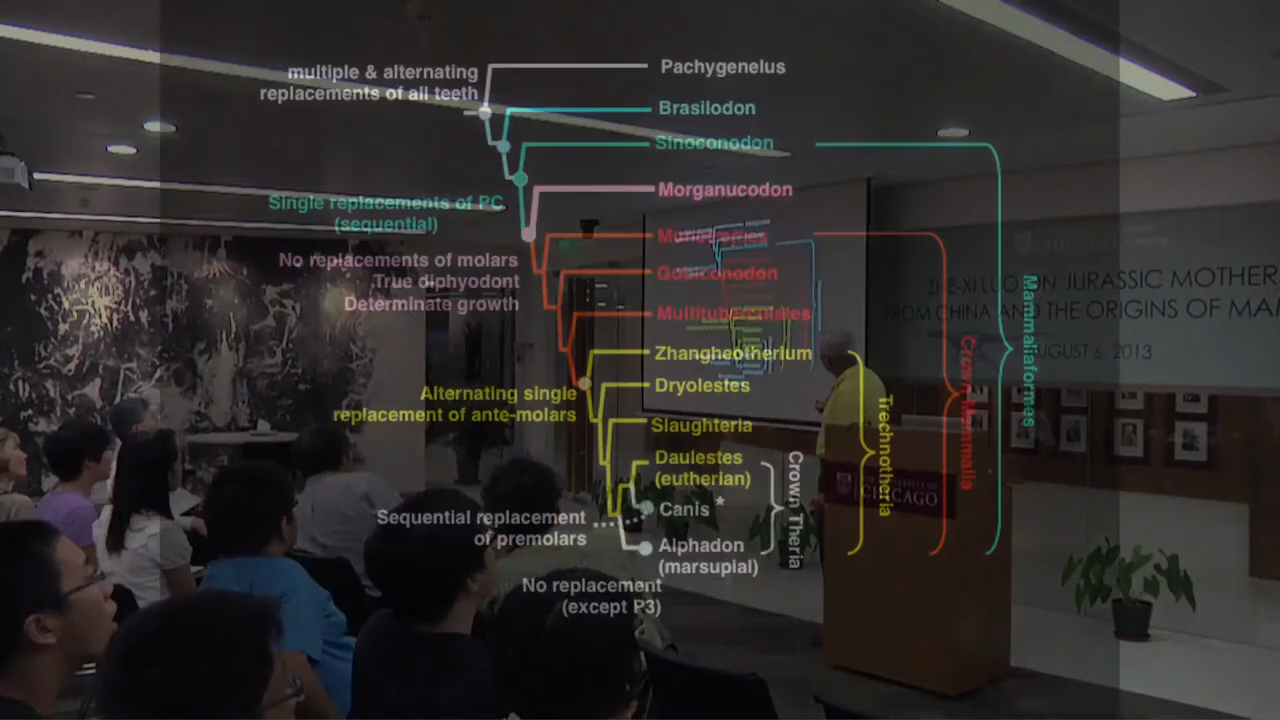 multiple & alternating
replacements of all teeth
Pachygenelus
Brasilodon
Sinoconodon
Morganucodon
Single replacements of PC
(sequential)
No replacements of molars
True diphyodont
Determinate growth
Monotremes
Gobiconodon
Multituberculates
Zhangheotherium
Dryolestes
Alternating single
replacement of ante-molars
Slaughteria
Daulestes
(eutherian)
Canis *
Sequential replacement
of premolars
Alphadon
(marsupial)
No replacement
(except P3)
Crown Theria
Trechnotheria
Crown Mammalia
Mammaliaformes
ZHE-XI LUO ON JURASSIC MOTHER
FROM CHINA AND THE ORIGINS OF MA
AUGUST 6, 2013
CHICAGO